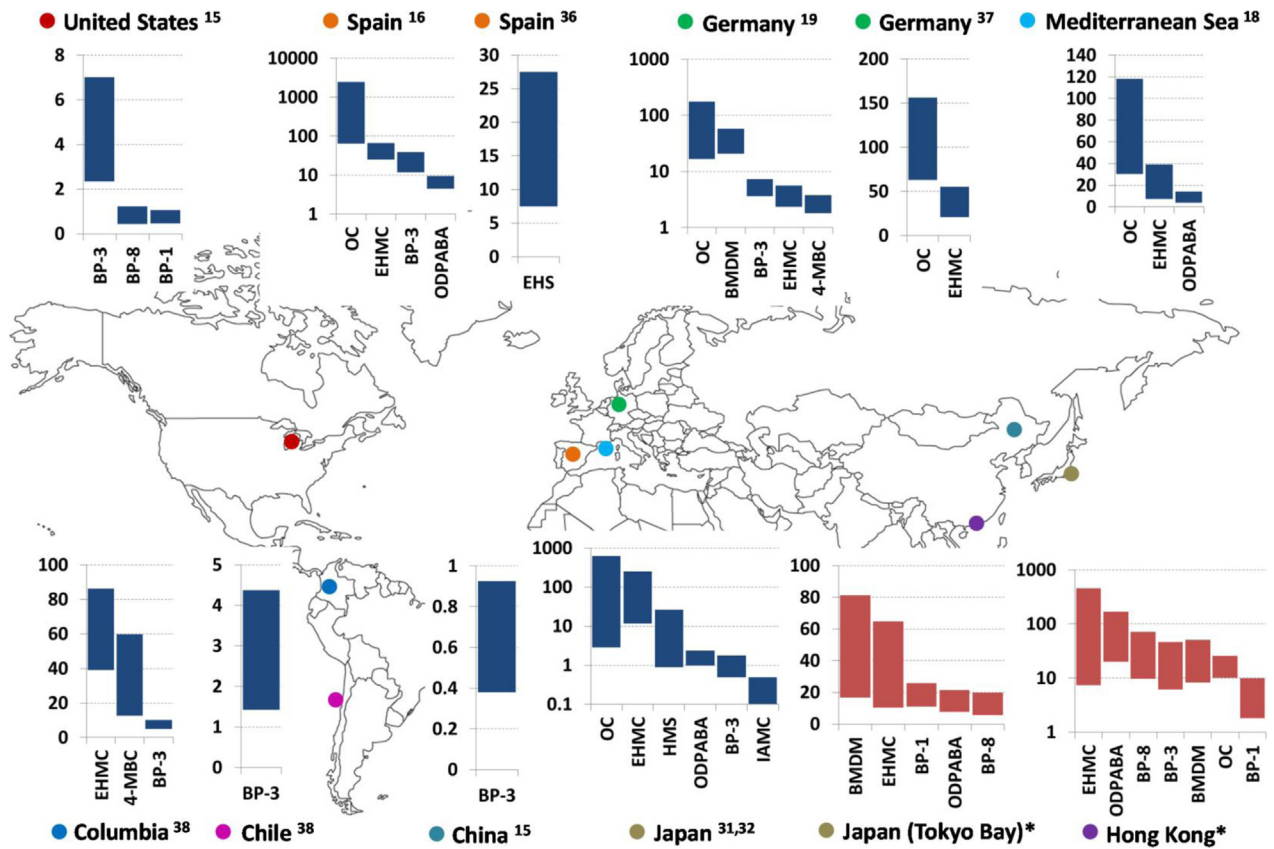 United States 15
Spain 16
Spain 36
Germany 19
Germany 37
Mediterranean Sea 18
8
6
4
2
0
BP-3
BP-8
BP-1
10000
1000
100
10
1
OC
EHMC
BP-3
ODPABA
30
25
20
15
10
5
0
EHS
1000
100
10
1
OC
BMDM
BP-3
EHMC
4-MBC
200
150
100
50
0
OC
EHMC
140
120
100
80
60
40
20
0
OC
EHMC
ODPABA
100
80
60
40
20
0
EHMC
4-MBC
BP-3
5
4
3
2
1
0
BP-3
1
0.8
0.6
0.4
0.2
0
BP-3
1000
100
10
1
0.1
OC
EHMC
HMS
ODPABA
BP-3
IAMC
100
80
60
40
20
0
BMDM
EHMC
BP-1
ODPABA
BP-8
1000
100
10
1
EHMC
ODPABA
BP-8
BP-3
BMDM
OC
BP-1
Columbia 38
Chile 38
China 15
Japan 31,32
Japan (Tokyo Bay)*
Hong Kong*